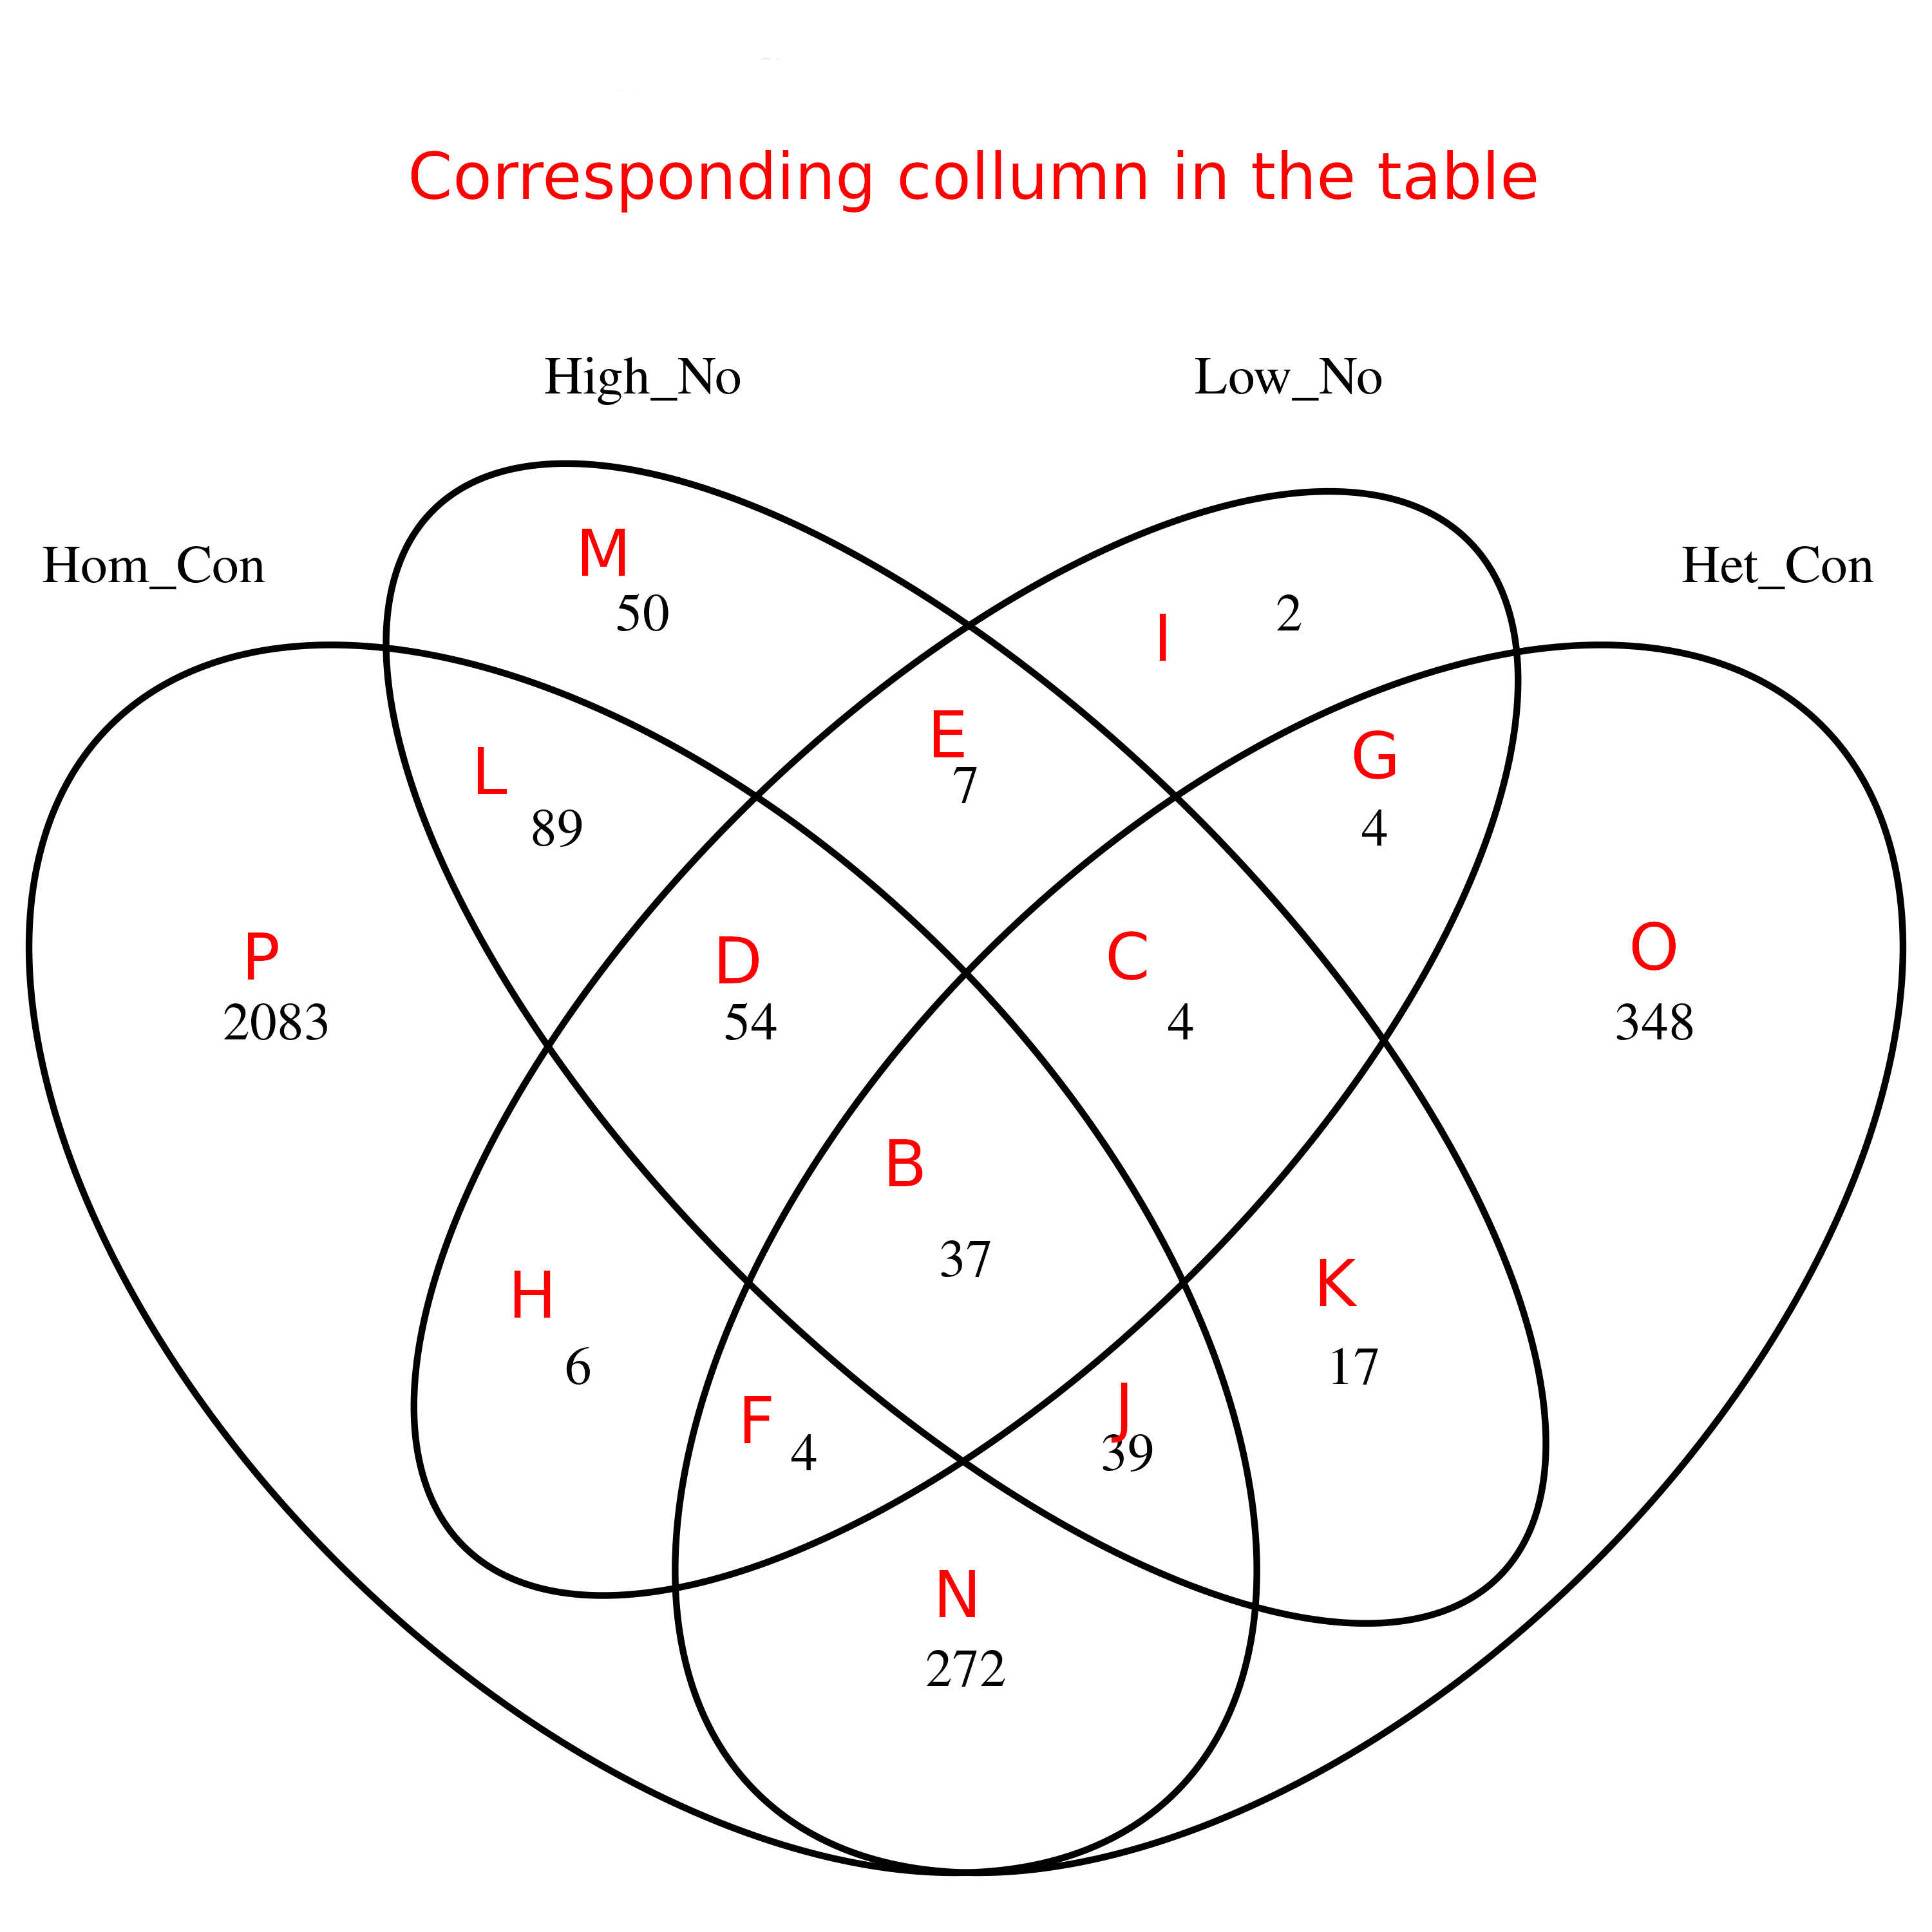 Corresponding collumn in the table
High_No
Low_No
Hom_Con
Het_Con
M
50
I
2
E
7
L
89
G
4
P
2083
D
54
C
4
O
348
B
37
H
6
K
17
F
4
J
39
N
272